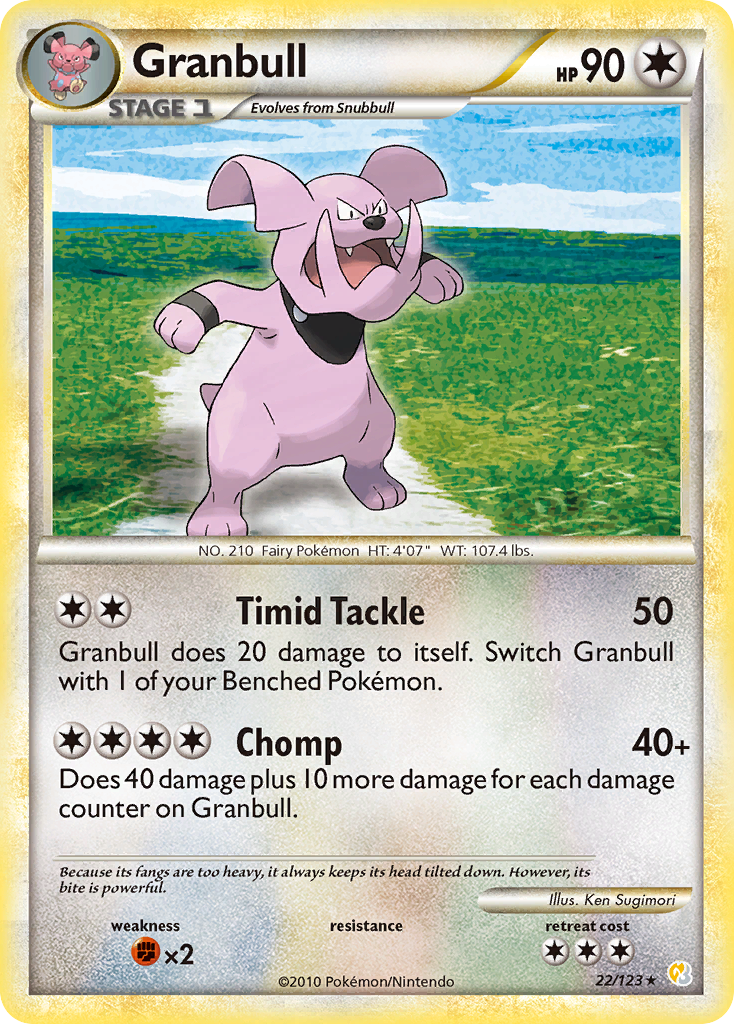 Granbull
HP 90
STAGE 1
Evolves from Snubbull
NO. 210 Fairy Pokémon HT: 4'07" WT: 107.4 lbs.
Timid Tackle 50
Granbull does 20 damage to itself. Switch Granbull
with 1 of your Benched Pokémon.
Chomp 40+
Does 40 damage plus 10 more damage for each damage
counter on Granbull.
Because its fangs are too heavy, it always keeps its head tilted down. However, its
bite is powerful.
Illus. Ken Sugimori
weakness resistance retreat cost
×2
©2010 Pokémon/Nintendo
22/123★